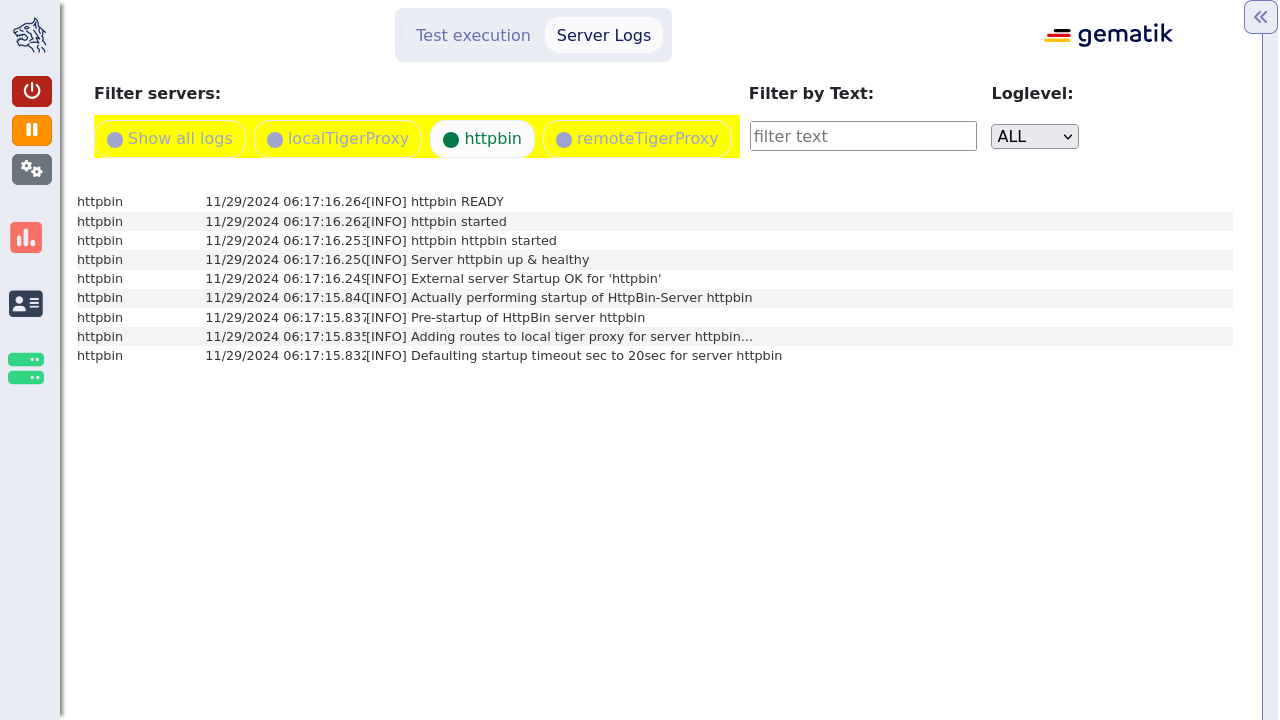 Test execution Server Logs
gematik
Filter servers: Filter by Text: Loglevel:
Show all logs localTigerProxy httpbin remoteTigerProxy filter text ALL
httpbin 11/29/2024 06:17:16.264 [INFO] httpbin READY
httpbin 11/29/2024 06:17:16.262 [INFO] httpbin started
httpbin 11/29/2024 06:17:16.253 [INFO] httpbin httpbin started
httpbin 11/29/2024 06:17:16.250 [INFO] Server httpbin up & healthy
httpbin 11/29/2024 06:17:16.249 [INFO] External server Startup OK for 'httpbin'
httpbin 11/29/2024 06:17:15.840 [INFO] Actually performing startup of HttpBin-Server httpbin
httpbin 11/29/2024 06:17:15.837 [INFO] Pre-startup of HttpBin server httpbin
httpbin 11/29/2024 06:17:15.835 [INFO] Adding routes to local tiger proxy for server httpbin...
httpbin 11/29/2024 06:17:15.832 [INFO] Defaulting startup timeout sec to 20sec for server httpbin